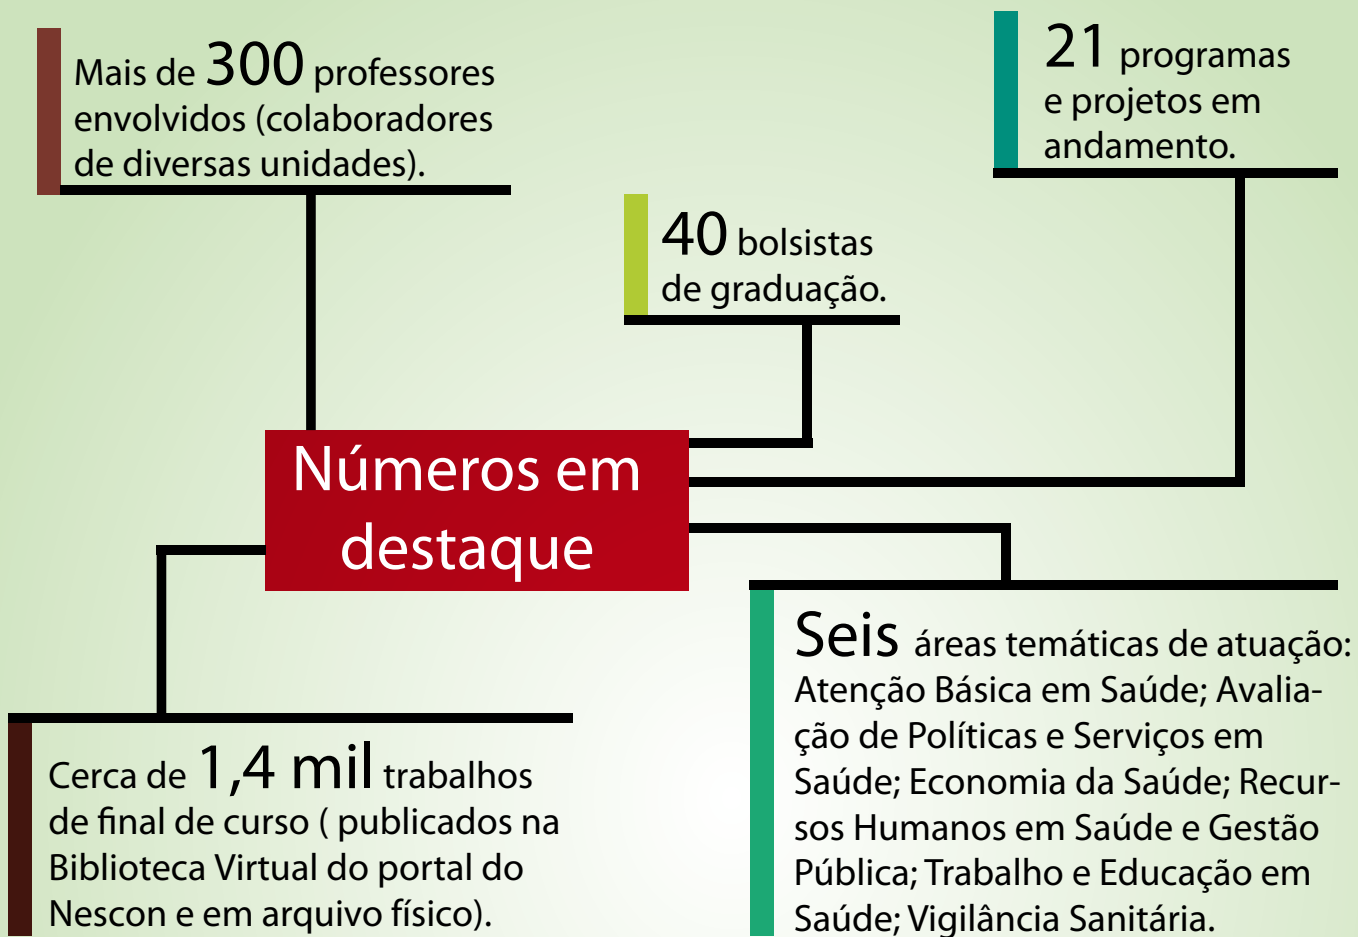 Mais de 300 professores
envolvidos (colaboradores
de diversas unidades).
21 programas
e projetos em
andamento.
40 bolsistas
de graduação.
Números em
destaque
Cerca de 1,4 mil trabalhos
de final de curso ( publicados na
Biblioteca Virtual do portal do
Nescon e em arquivo físico).
Seis áreas temáticas de atuação:
Atenção Básica em Saúde; Avalia-
ção de Políticas e Serviços em
Saúde; Economia da Saúde; Recur-
sos Humanos em Saúde e Gestão
Pública; Trabalho e Educação em
Saúde; Vigilância Sanitária.